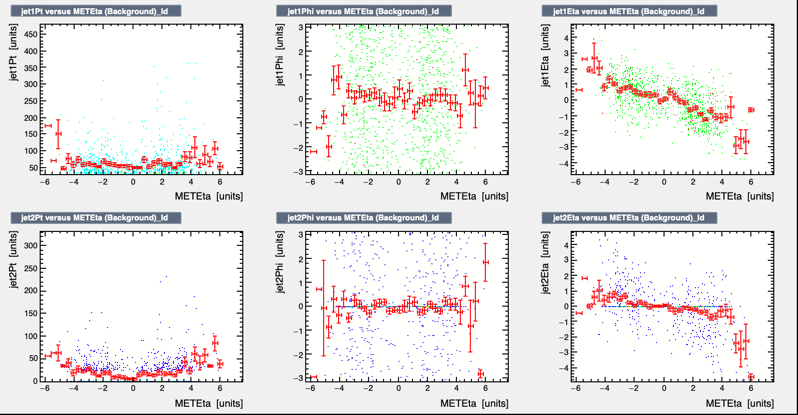 jet1Pt versus METEta (Background)_Id
jet1Pt [units]
450
400
350
300
250
200
150
100
50
−6 −4 −2 0 2 4 6
METEta [units]
jet1Phi versus METEta (Background)_Id
jet1Phi [units]
3
2
1
0
−1
−2
−3
−6 −4 −2 0 2 4 6
METEta [units]
jet1Eta versus METEta (Background)_Id
jet1Eta [units]
4
3
2
1
0
−1
−2
−3
−4
−6 −4 −2 0 2 4 6
METEta [units]
jet2Pt versus METEta (Background)_Id
jet2Pt [units]
300
250
200
150
100
50
0
−6 −4 −2 0 2 4 6
METEta [units]
jet2Phi versus METEta (Background)_Id
jet2Phi [units]
3
2
1
0
−1
−2
−3
−6 −4 −2 0 2 4 6
METEta [units]
jet2Eta versus METEta (Background)_Id
jet2Eta [units]
4
3
2
1
0
−1
−2
−3
−4
−6 −4 −2 0 2 4 6
METEta [units]